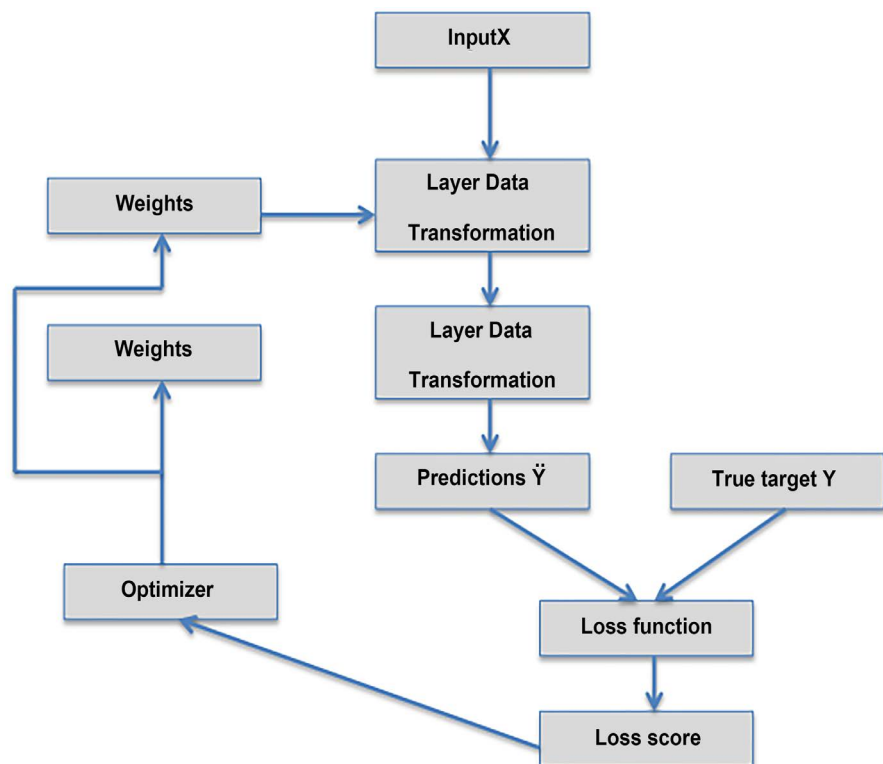 InputX
Layer Data
Transformation
Weights
Layer Data
Transformation
Weights
Predictions Ÿ
True target Y
Optimizer
Loss function
Loss score